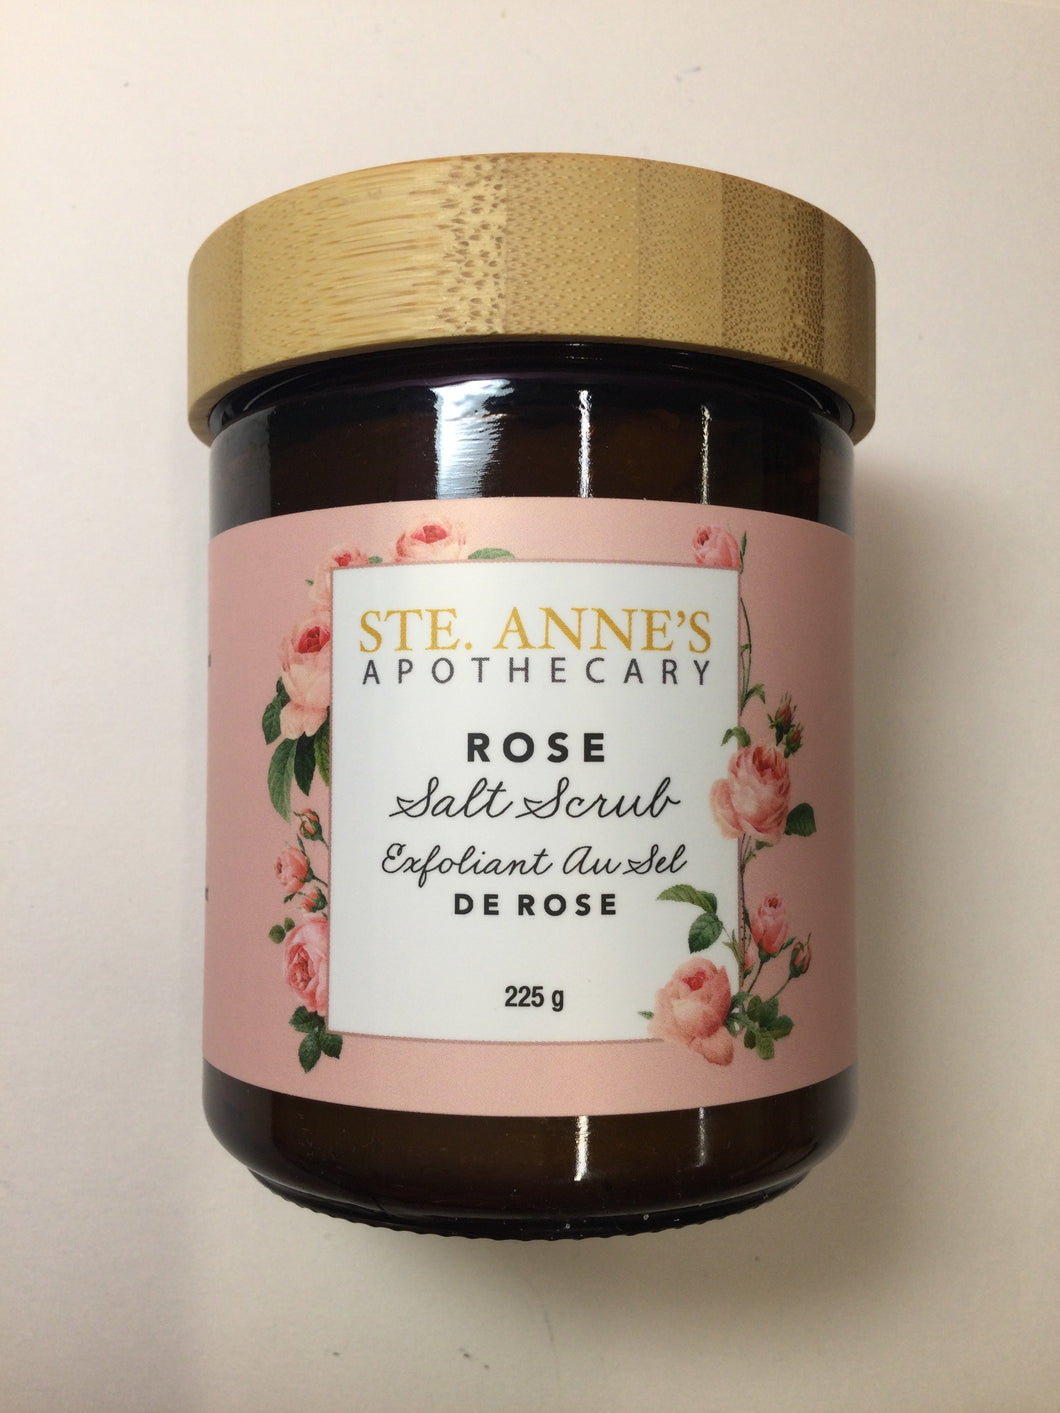 STE. ANNE'S
APOTHECARY
ROSE
Salt Scrub
Exfoliant Au Sel
DE ROSE
225 g